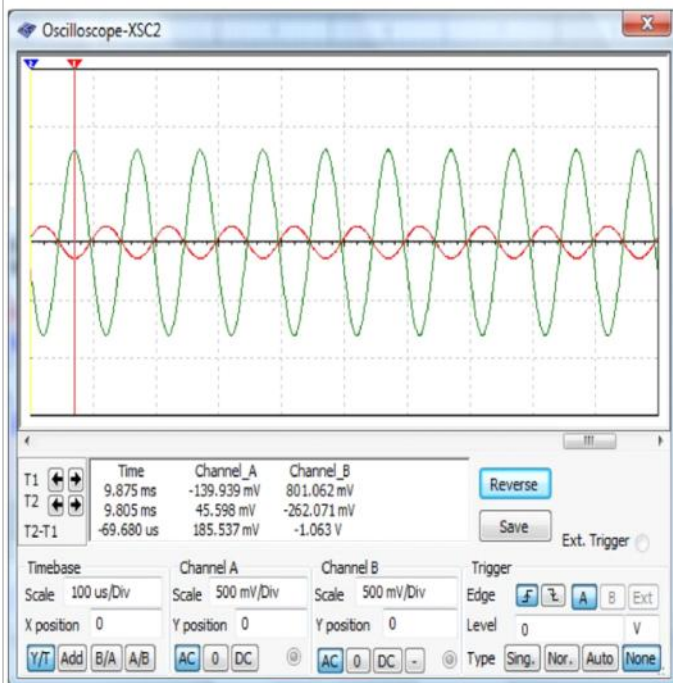 Oscilloscope-XSC2
2 1
T1 Time Channel_A Channel_B
9.875 ms -139.939 mV 801.062 mV
T2 9.805 ms 45.598 mV -262.071 mV
T2-T1 -69.680 us 185.537 mV -1.063 V
Reverse
Save
Ext. Trigger
Timebase Channel A Channel B Trigger
Scale 100 us/Div Scale 500 mV/Div Scale 500 mV/Div Edge A B Ext
X position 0 Y position 0 Y position 0 Level 0 V
Y/T Add B/A A/B AC 0 DC AC 0 DC - Type Sing. Nor. Auto None